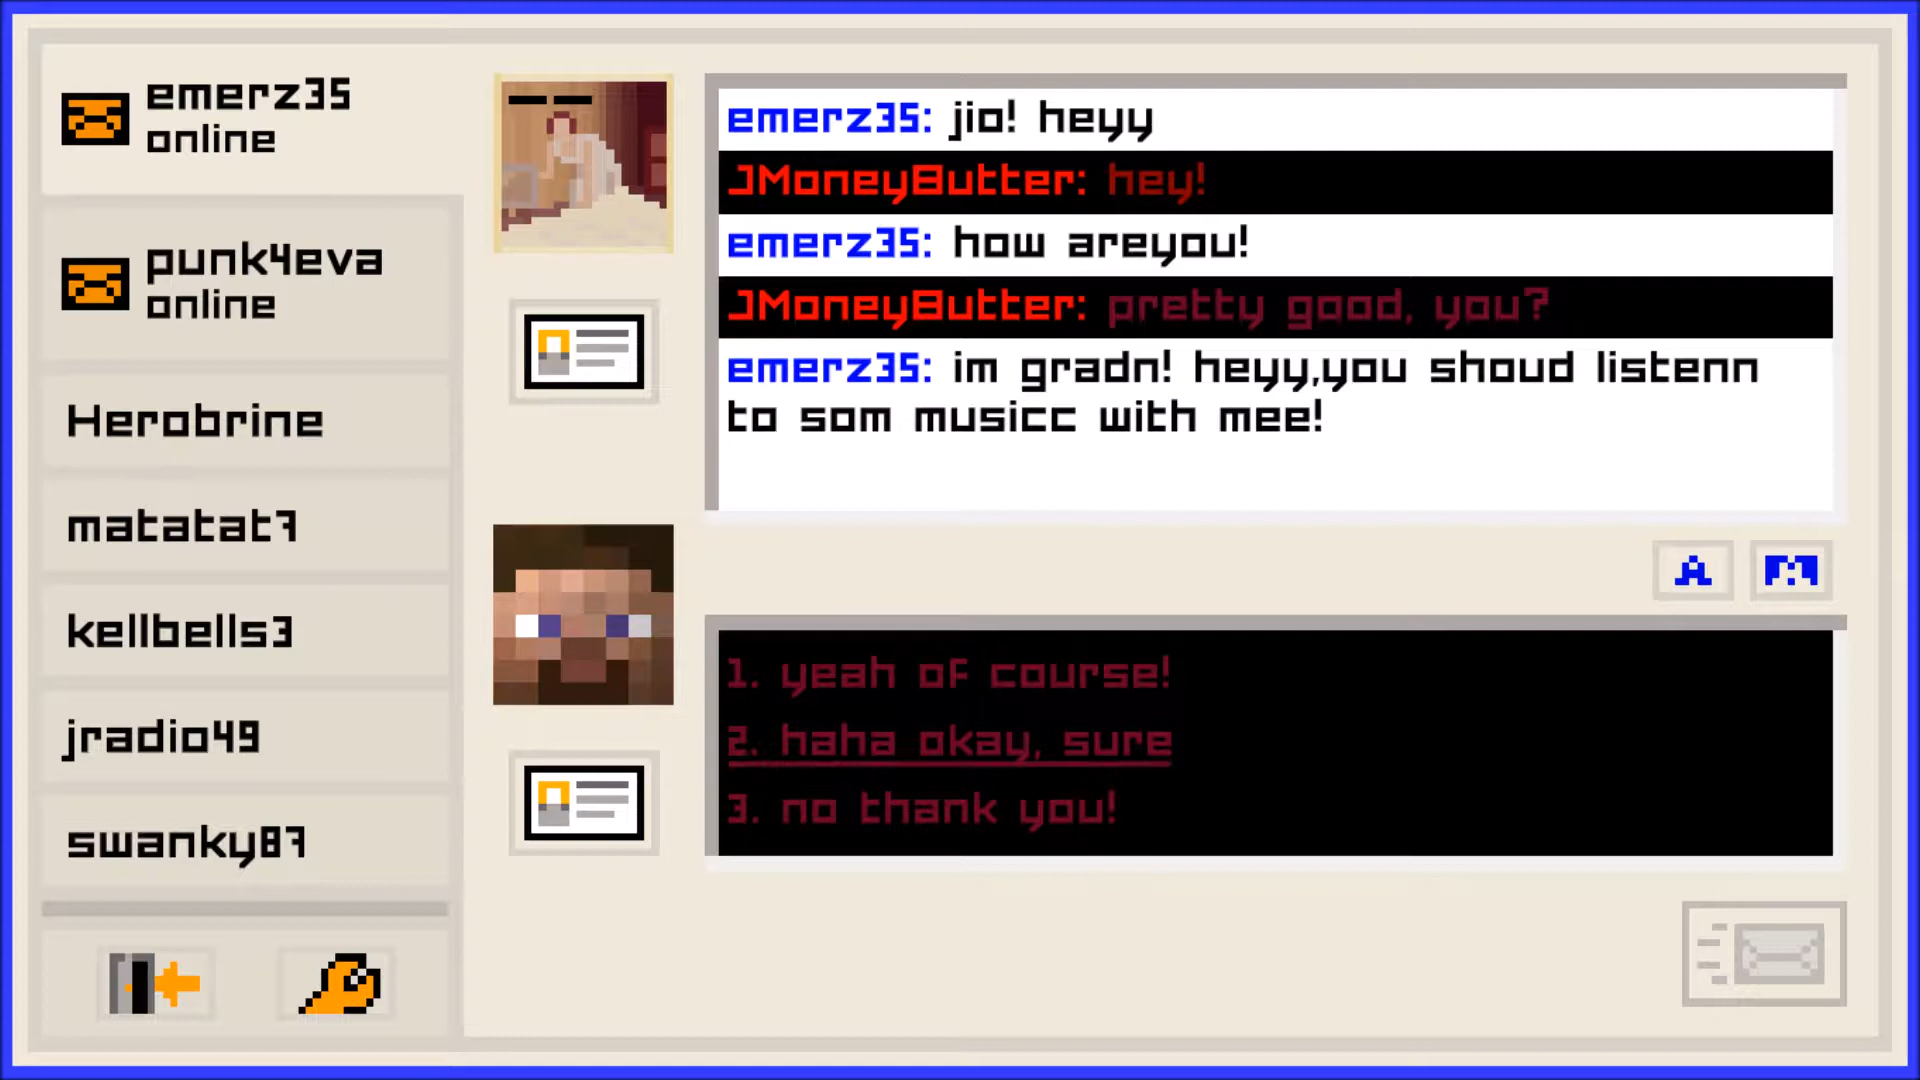 emerz35
online
punk4eva
online
Herobrine
matatat7
kellbells3
jradio49
swanky87
emerz35: jio! heyy
JMoneyButter: hey!
emerz35: how areyou!
JMoneyButter: pretty good, you?
emerz35: im gradn! heyy,you shoud listenn
to som musicc with mee!
A
1. yeah of course!
2. haha okay, sure
3. no thank you!